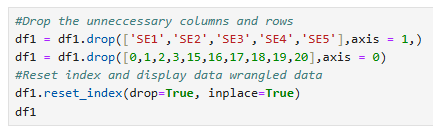 #Drop the unneccessary columns and rows
df1 = df1.drop(['SE1','SE2','SE3','SE4','SE5'],axis = 1,)
df1 = df1.drop([0,1,2,3,15,16,17,18,19,20],axis = 0)
#Reset index and display data wrangled data
df1.reset_index(drop=True, inplace=True)
df1